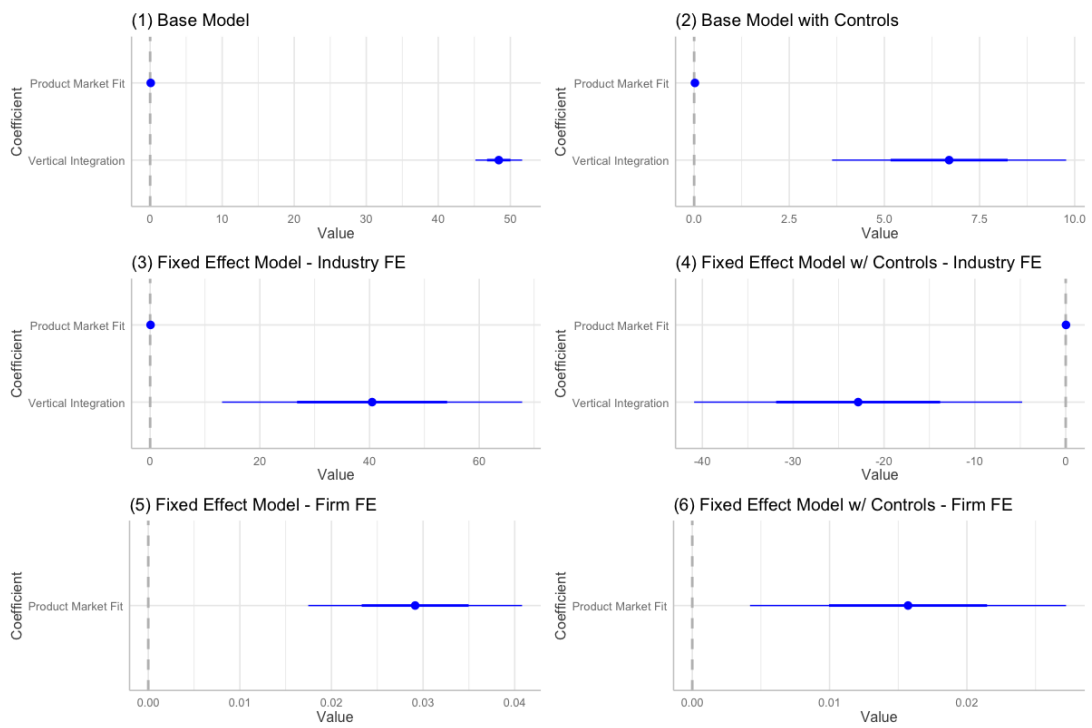 (1) Base Model
Coefficient
Product Market Fit
Vertical Integration
0 10 20 30 40 50
Value
(2) Base Model with Controls
Coefficient
Product Market Fit
Vertical Integration
0.0 2.5 5.0 7.5 10.0
Value
(3) Fixed Effect Model - Industry FE
Coefficient
Product Market Fit
Vertical Integration
0 20 40 60
Value
(4) Fixed Effect Model w/ Controls - Industry FE
Coefficient
Product Market Fit
Vertical Integration
-40 -30 -20 -10 0
Value
(5) Fixed Effect Model - Firm FE
Coefficient
Product Market Fit
0.00 0.01 0.02 0.03 0.04
Value
(6) Fixed Effect Model w/ Controls - Firm FE
Coefficient
Product Market Fit
0.00 0.01 0.02
Value